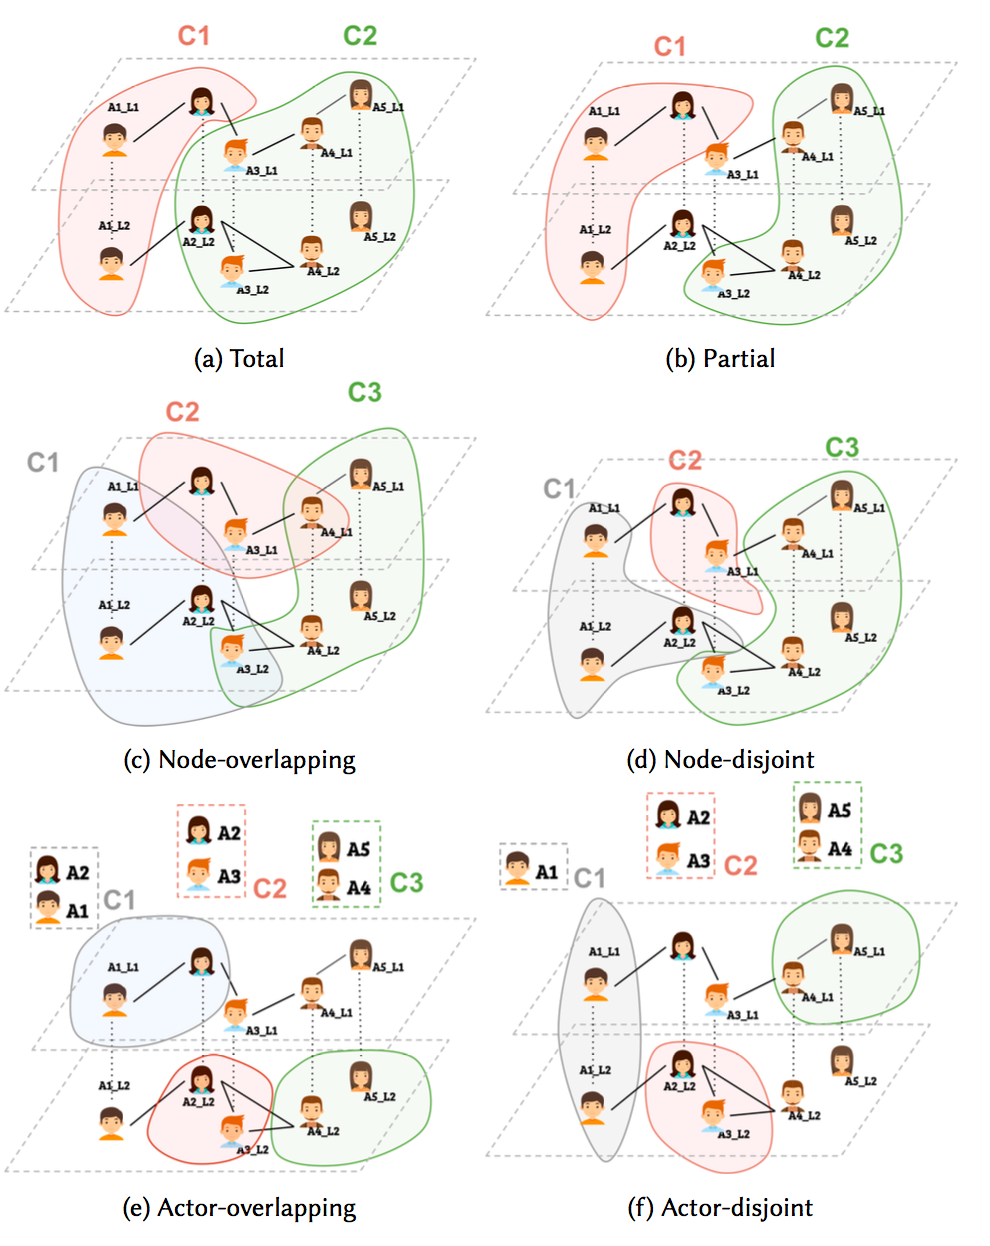 C1
C2
A1_L1
A5_L1
A4_L1
A3_L1
A1_L2
A2_L2
A5_L2
A4_L2
A3_L2
(a) Total
C1
C2
A1_L1
A5_L1
A4_L1
A3_L1
A1_L2
A2_L2
A5_L2
A4_L2
A3_L2
(b) Partial
C1
C2
C3
A1_L1
A5_L1
A4_L1
A3_L1
A1_L2
A2_L2
A5_L2
A4_L2
A3_L2
(c) Node-overlapping
C1
C2
C3
A1_L1
A5_L1
A4_L1
A3_L1
A1_L2
A2_L2
A5_L2
A4_L2
A3_L2
(d) Node-disjoint
A2
A1
C1
A2
A3
C2
A5
A4
C3
A1_L1
A5_L1
A4_L1
A3_L1
A1_L2
A2_L2
A5_L2
A4_L2
A3_L2
(e) Actor-overlapping
A1
C1
A2
A3
C2
A5
A4
C3
A1_L1
A5_L1
A4_L1
A3_L1
A1_L2
A2_L2
A5_L2
A4_L2
A3_L2
(f) Actor-disjoint